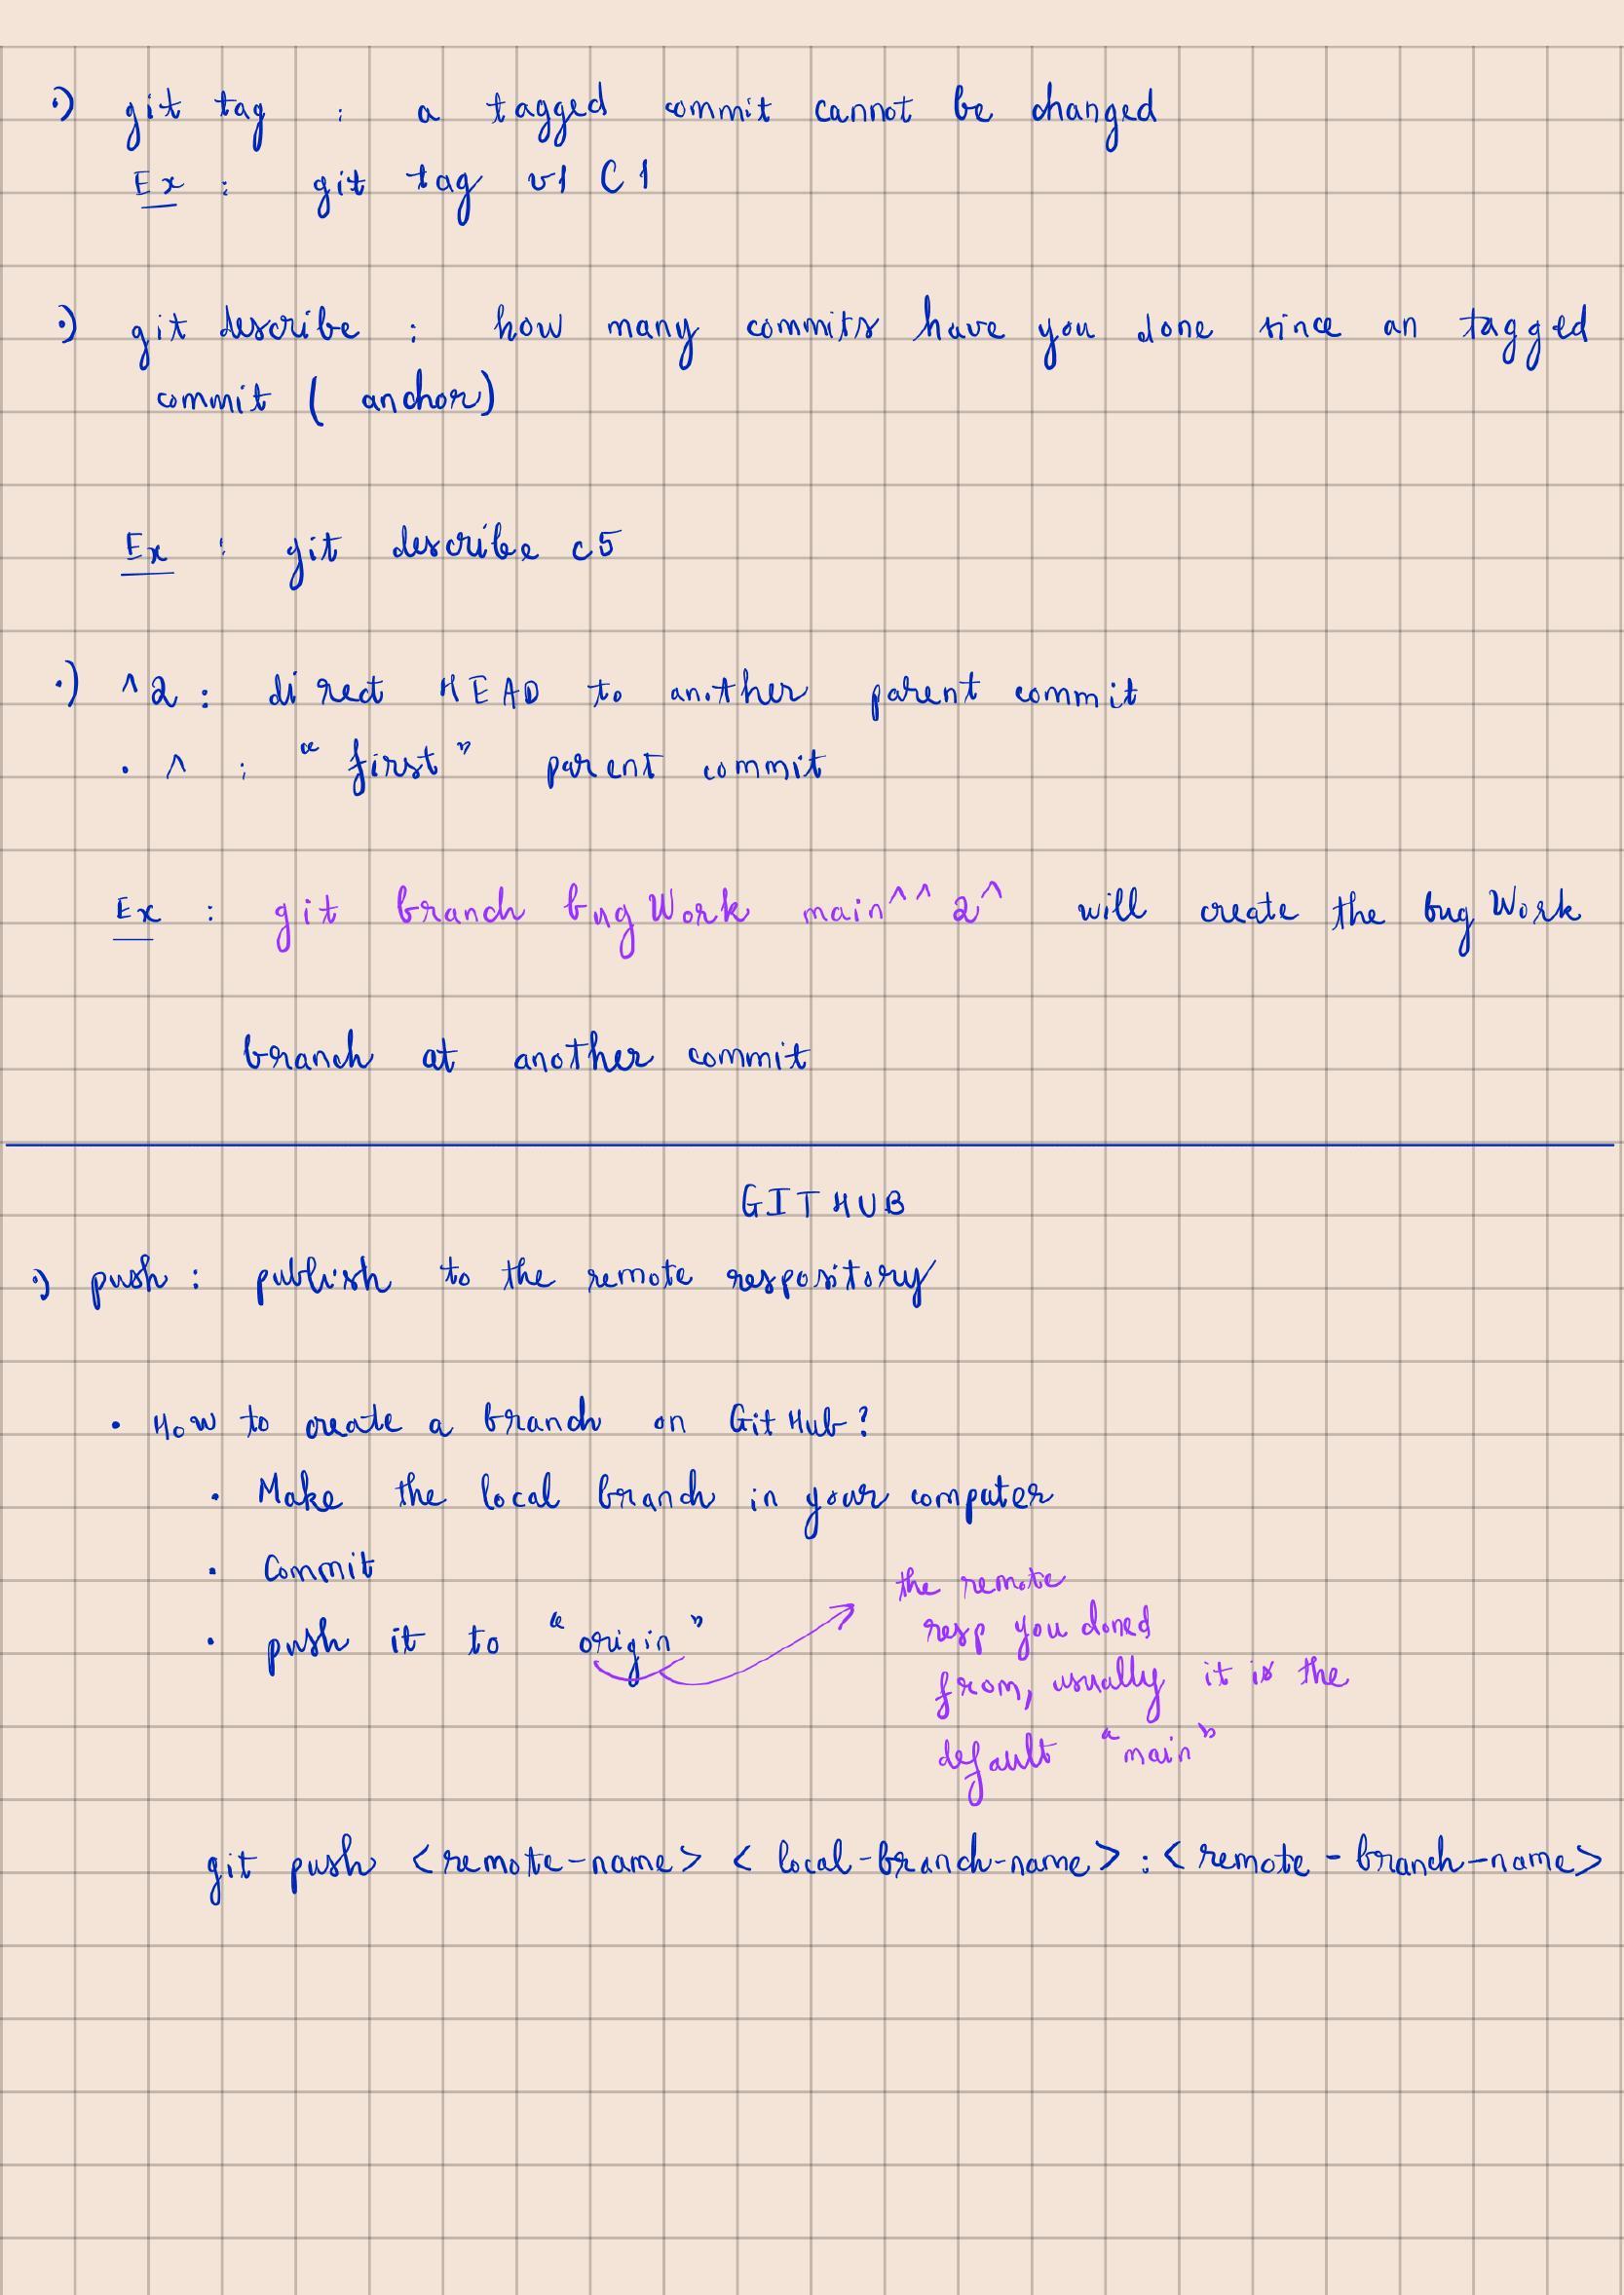 ·) git tag : a tagged commit cannot be changed
Ex : git tag v1 C1
·) git describe : how many commits have you done since an tagged
commit ( anchor)
Ex : git describe c5
·) ^2 : direct HEAD to another parent commit
· ^ : "first" parent commit
Ex : git branch bugWork main^^2^ will create the bugWork
branch at another commit
GITHUB
·) push : publish to the remote respository
· How to create a branch on GitHub?
· Make the local branch in your computer
· Commit
· push it to "origin"
the remote
resp you cloned
from, usually it is the
default "main"
git push <remote-name> < local-branch-name> : < remote - branch-name>